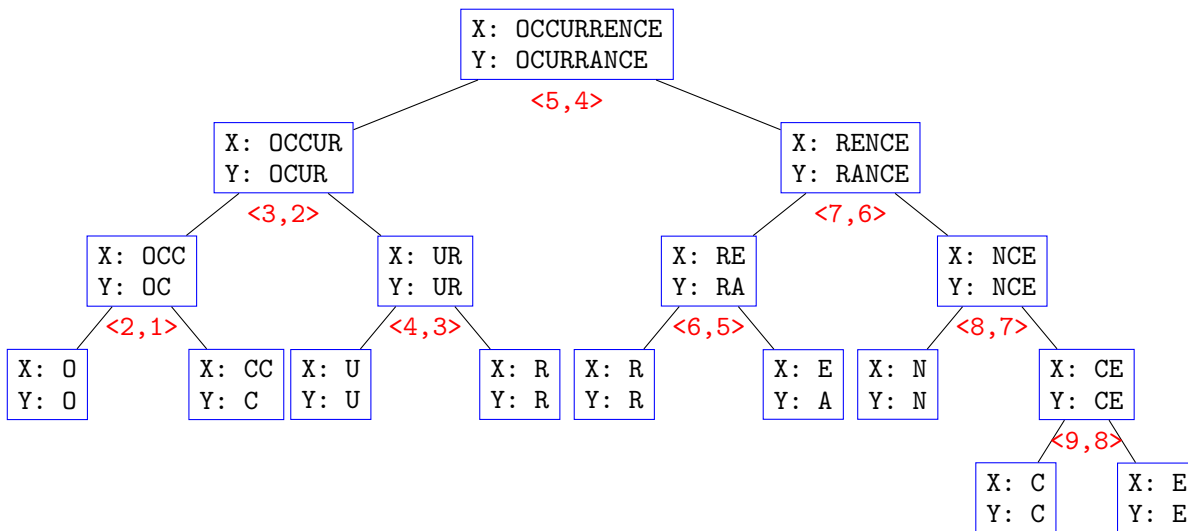 X: OCCURRENCE
Y: OCURRANCE
<5,4>
X: OCCUR
Y: OCUR
X: RENCE
Y: RANCE
<3,2>
<7,6>
X: OCC
Y: OC
X: UR
Y: UR
X: RE
Y: RA
X: NCE
Y: NCE
<2,1>
<4,3>
<6,5>
<8,7>
X: O
Y: O
X: CC
Y: C
X: U
Y: U
X: R
Y: R
X: R
Y: R
X: E
Y: A
X: N
Y: N
X: CE
Y: CE
<9,8>
X: C
Y: C
X: E
Y: E